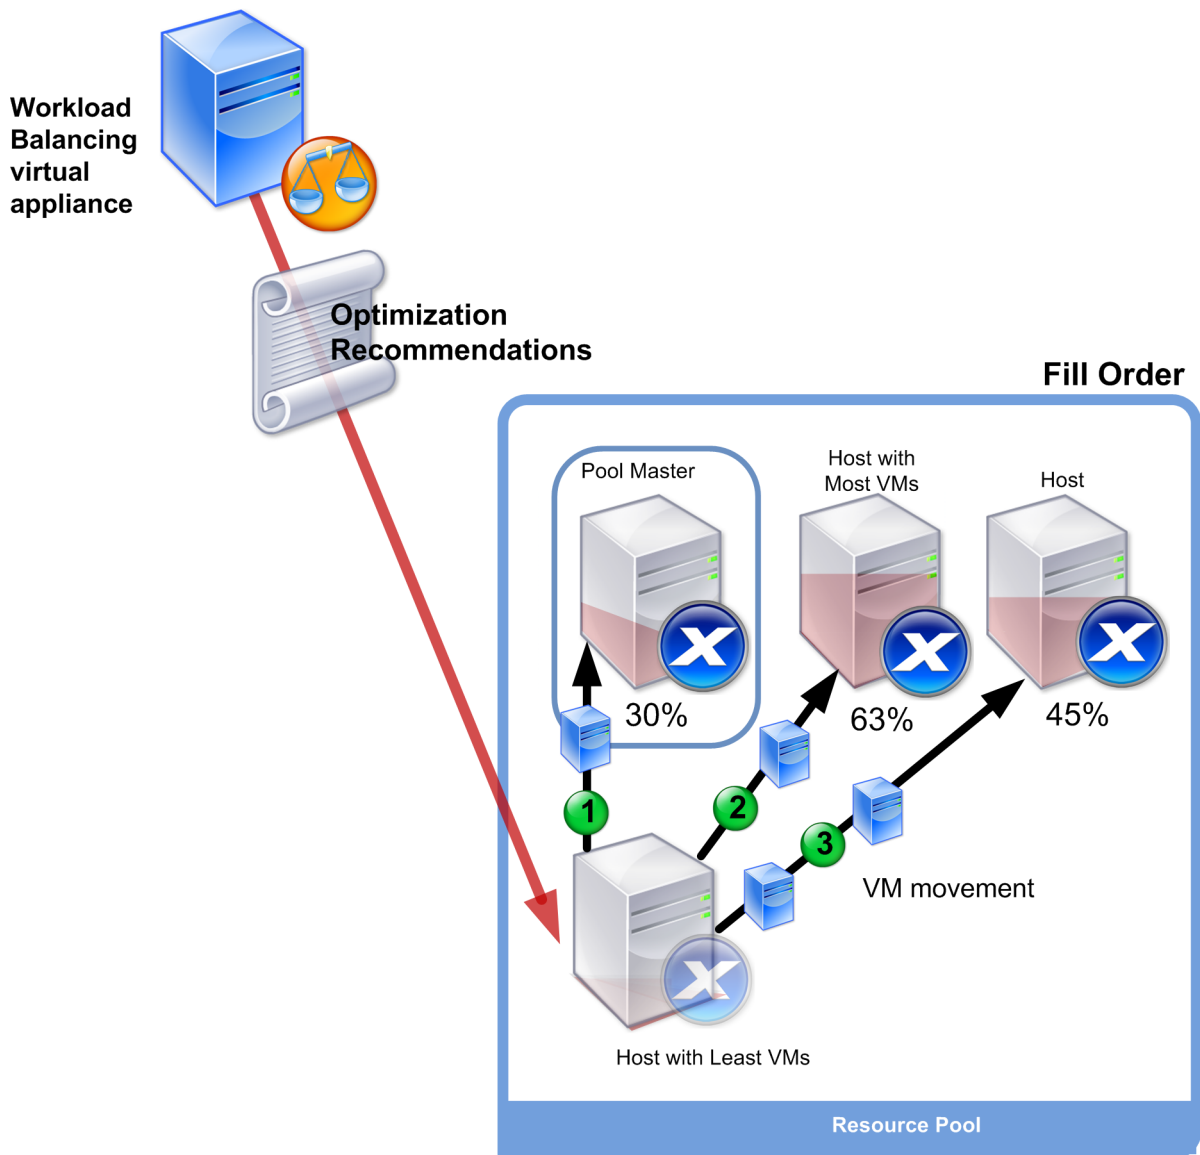 Workload
Balancing
virtual
appliance
Optimization
Recommendations
Fill Order
Pool Master
Host with
Most VMs
Host
X
X
X
30%
63%
45%
1
2
3
VM movement
X
Host with Least VMs
Resource Pool